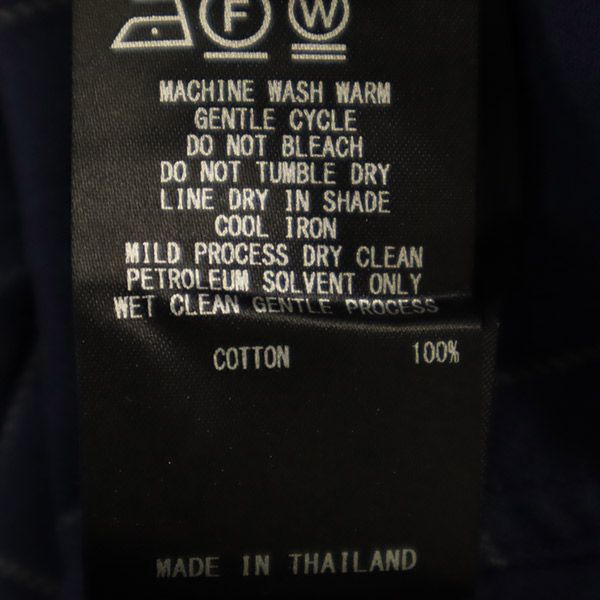 F W
MACHINE WASH WARM
GENTLE CYCLE
DO NOT BLEACH
DO NOT TUMBLE DRY
LINE DRY IN SHADE
COOL IRON
MILD PROCESS DRY CLEAN
PETROLEUM SOLVENT ONLY
WET CLEAN GENTLE PROCESS
COTTON 100%
MADE IN THAILAND